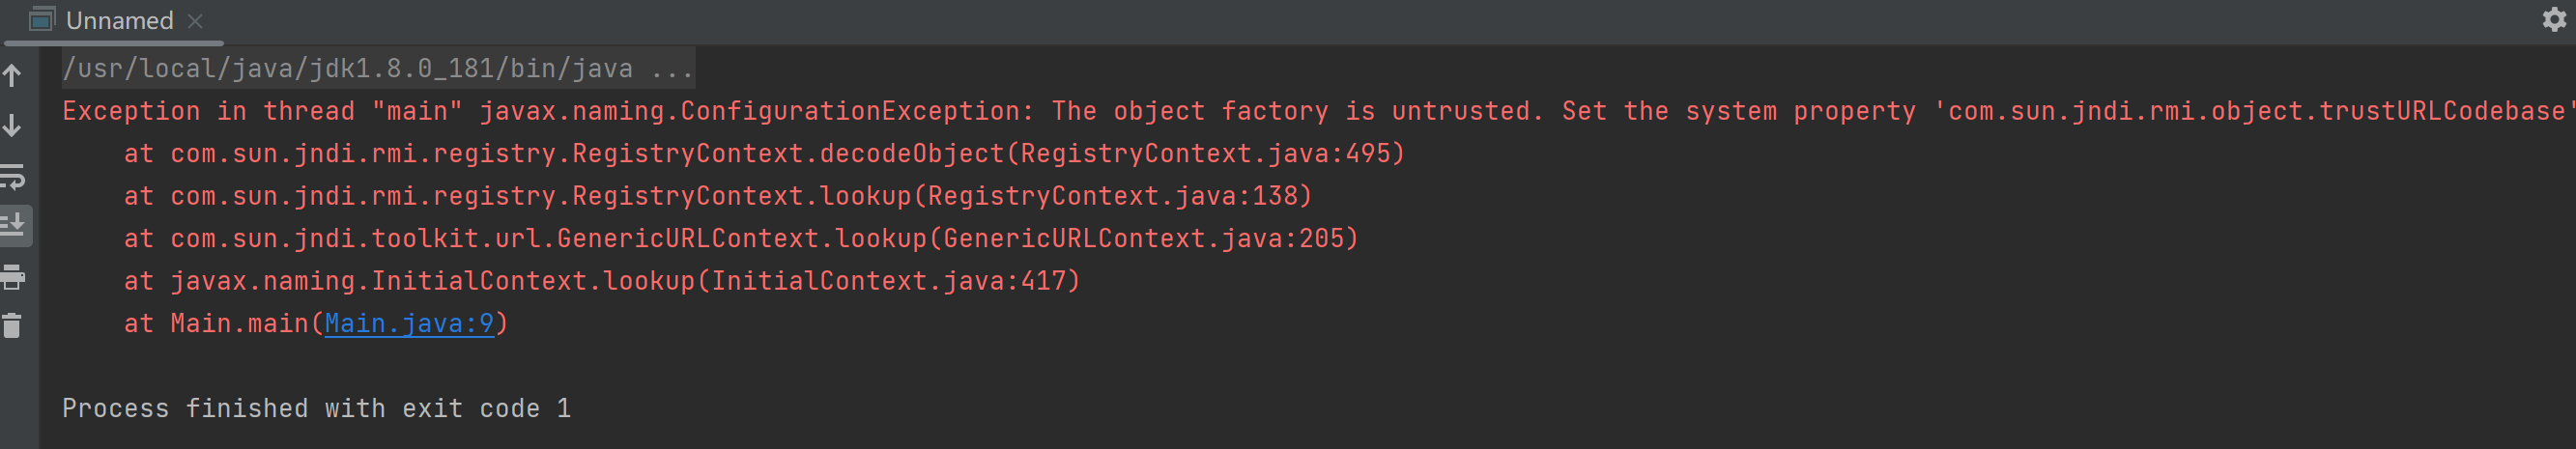 Unnamed
/usr/local/java/jdk1.8.0_181/bin/java ...
Exception in thread "main" javax.naming.ConfigurationException: The object factory is untrusted. Set the system property 'com.sun.jndi.rmi.object.trustURLCodebase'
at com.sun.jndi.rmi.registry.RegistryContext.decodeObject(RegistryContext.java:495)
at com.sun.jndi.rmi.registry.RegistryContext.lookup(RegistryContext.java:138)
at com.sun.jndi.toolkit.url.GenericURLContext.lookup(GenericURLContext.java:205)
at javax.naming.InitialContext.lookup(InitialContext.java:417)
at Main.main(Main.java:9)
Process finished with exit code 1